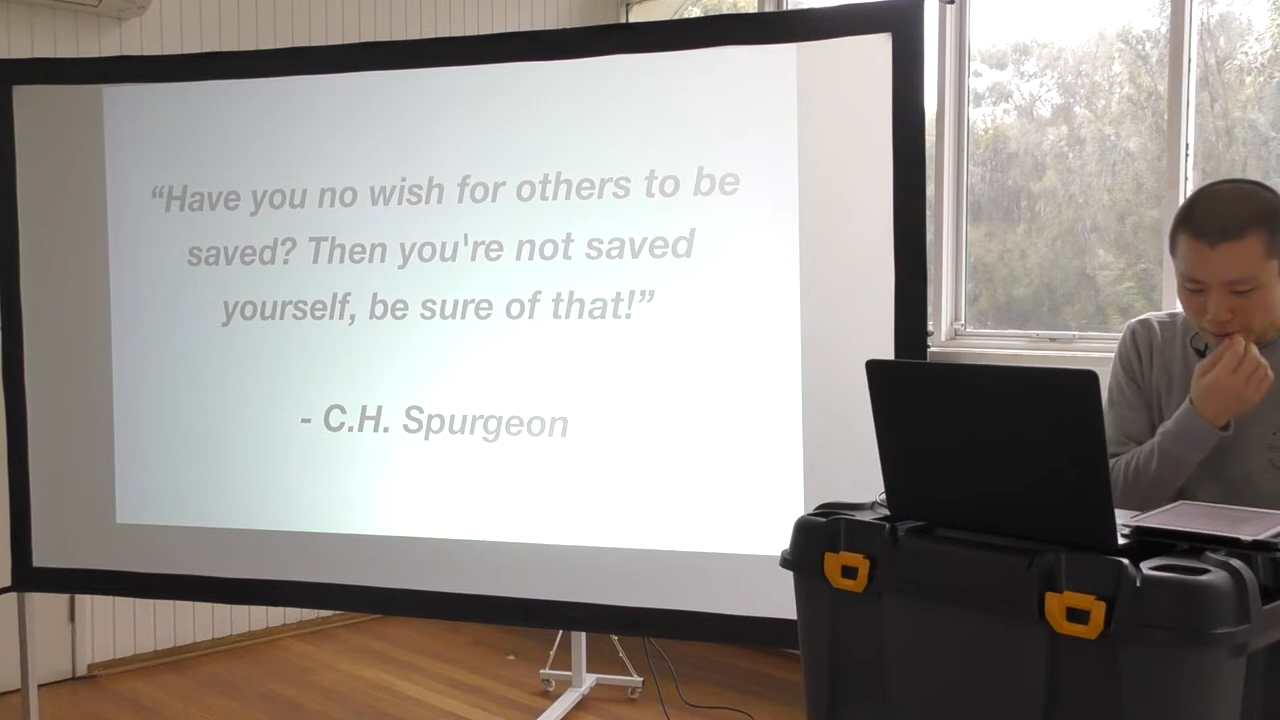 “Have you no wish for others to be
saved? Then you're not saved
yourself, be sure of that!”
- C.H. Spurgeon